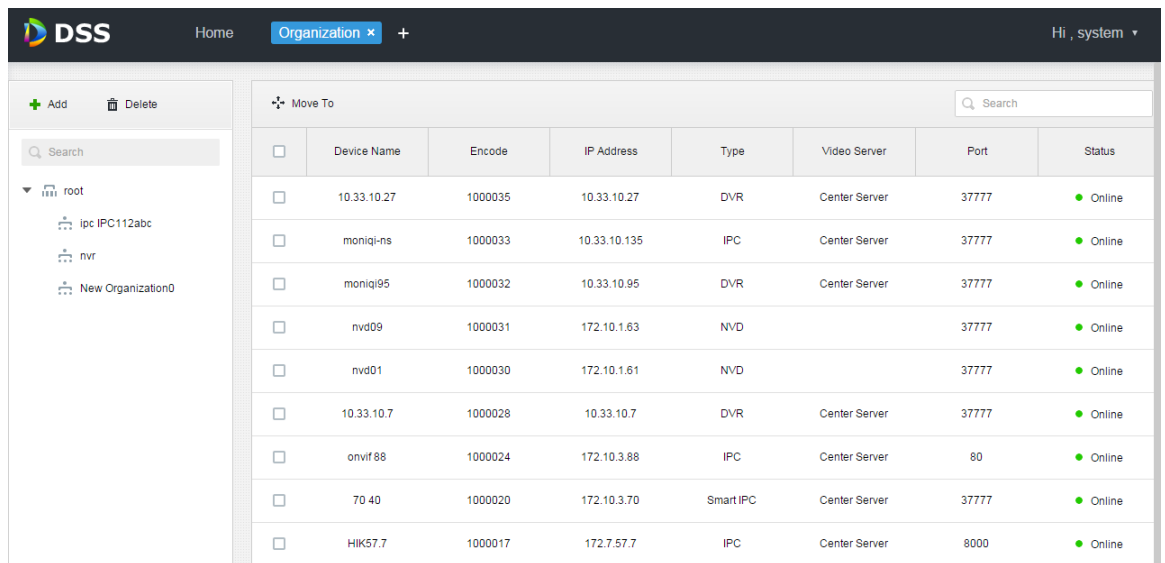 DSS Home Organization × + Hi , system ▾
Add Delete Move To Search
Search Device Name Encode IP Address Type Video Server Port Status
root 10.33.10.27 1000035 10.33.10.27 DVR Center Server 37777 Online
ipc IPC112abc moniqi-ns 1000033 10.33.10.135 IPC Center Server 37777 Online
nvr
New Organization0 moniqi95 1000032 10.33.10.95 DVR Center Server 37777 Online
nvd09 1000031 172.10.1.63 NVD 37777 Online
nvd01 1000030 172.10.1.61 NVD 37777 Online
10.33.10.7 1000028 10.33.10.7 DVR Center Server 37777 Online
onvif 88 1000024 172.10.3.88 IPC Center Server 80 Online
70 40 1000020 172.10.3.70 Smart IPC Center Server 37777 Online
HIK57.7 1000017 172.7.57.7 IPC Center Server 8000 Online